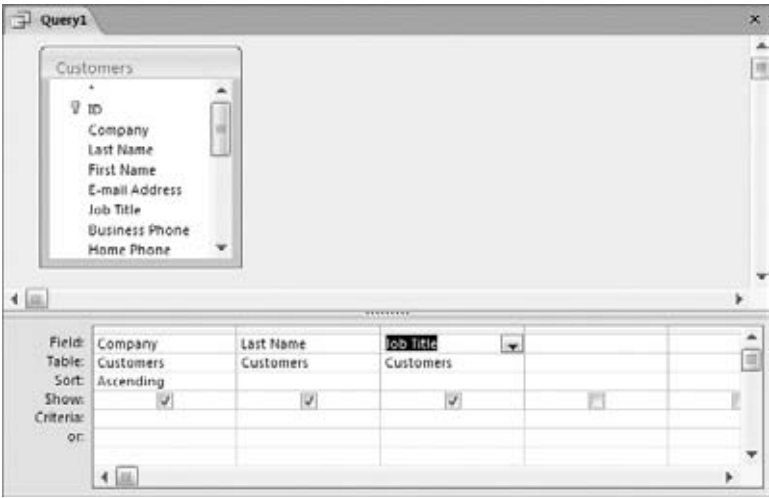 Query1
Customers
*
ID
Company
Last Name
First Name
E-mail Address
Job Title
Business Phone
Home Phone
Field: Company Last Name Job Title
Table: Customers Customers Customers
Sort: Ascending
Show:
Criteria:
or: